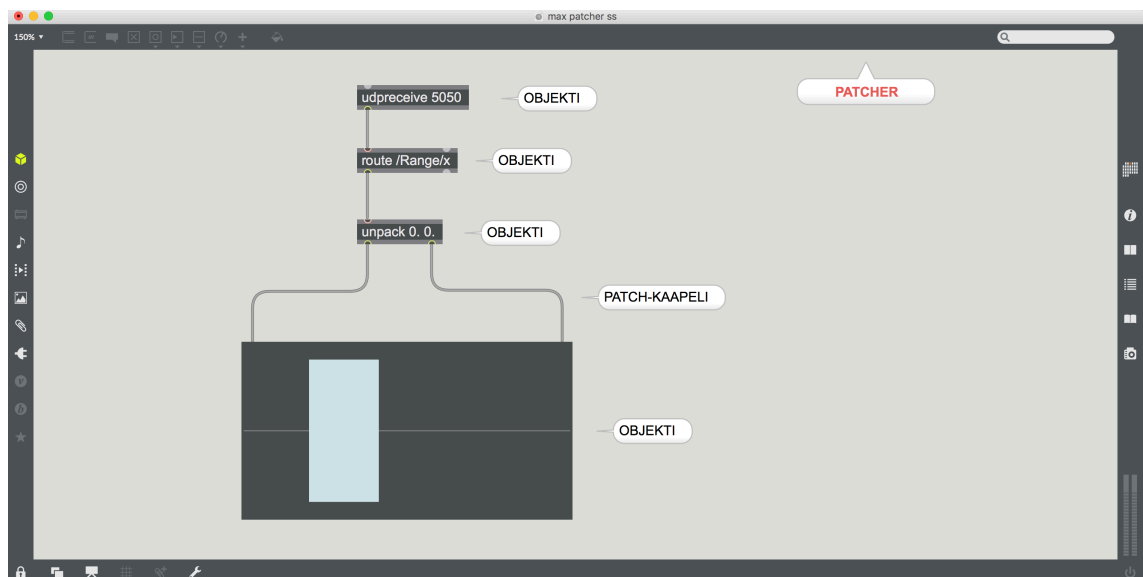 max patcher ss
150%
PATCHER
udpreceive 5050
OBJEKTI
route /Range/x
OBJEKTI
unpack 0. 0.
OBJEKTI
PATCH-KAAPELI
OBJEKTI